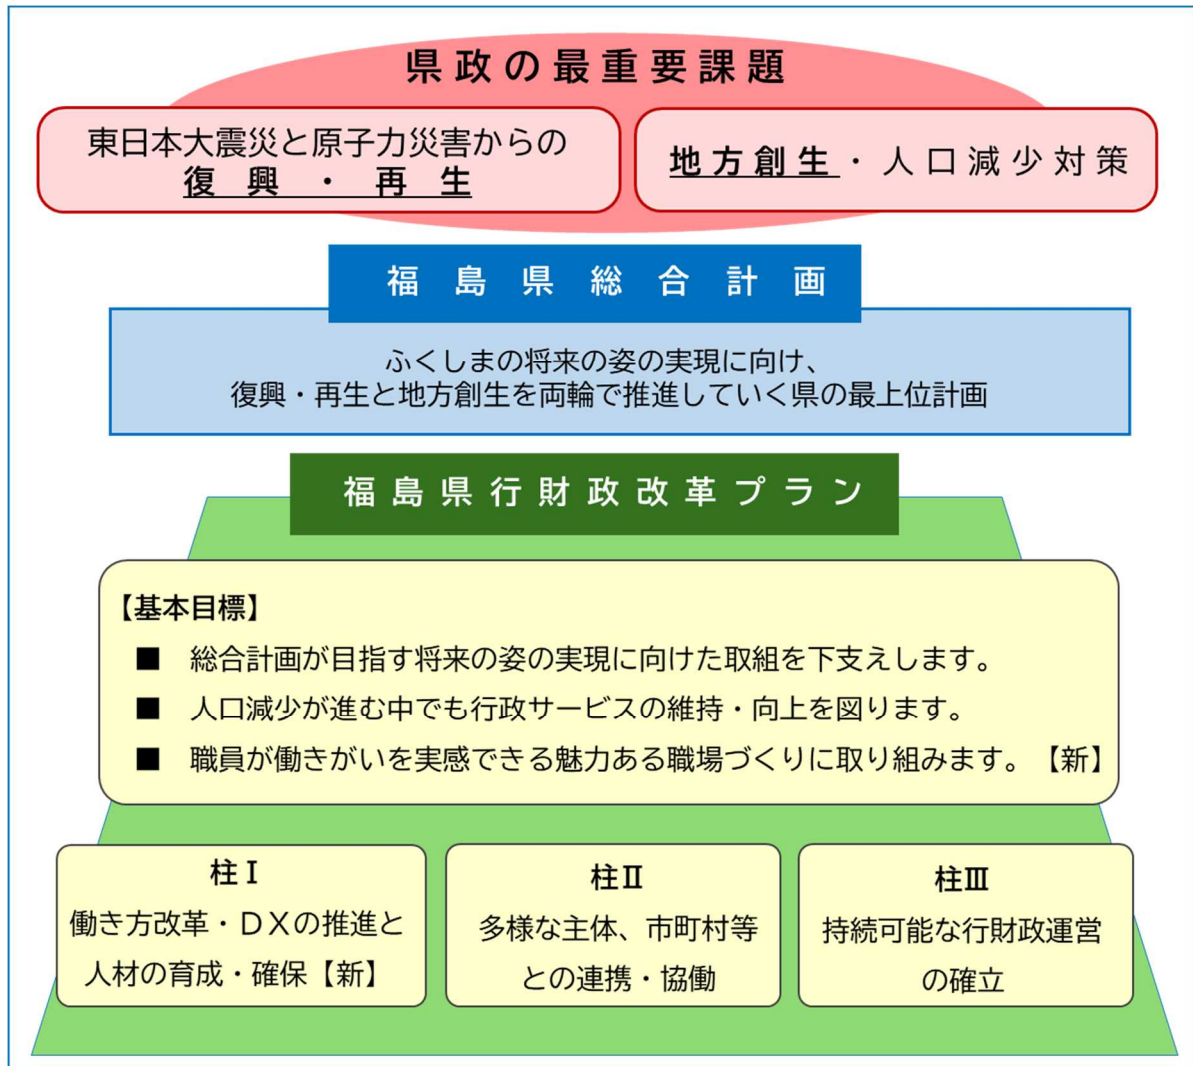 県政の最重要課題
東日本大震災と原子力災害からの
復興・再生
地方創生・人口減少対策
福島県総合計画
ふくしまの将来の姿の実現に向け、
復興・再生と地方創生を両輪で推進していく県の最上位計画
福島県行財政改革プラン
【基本目標】
■ 総合計画が目指す将来の姿の実現に向けた取組を下支えします。
■ 人口減少が進む中でも行政サービスの維持・向上を図ります。
■ 職員が働きがいを実感できる魅力ある職場づくりに取り組みます。【新】
柱Ⅰ
働き方改革・ＤＸの推進と
人材の育成・確保【新】
柱Ⅱ
多様な主体、市町村等
との連携・協働
柱Ⅲ
持続可能な行財政運営
の確立